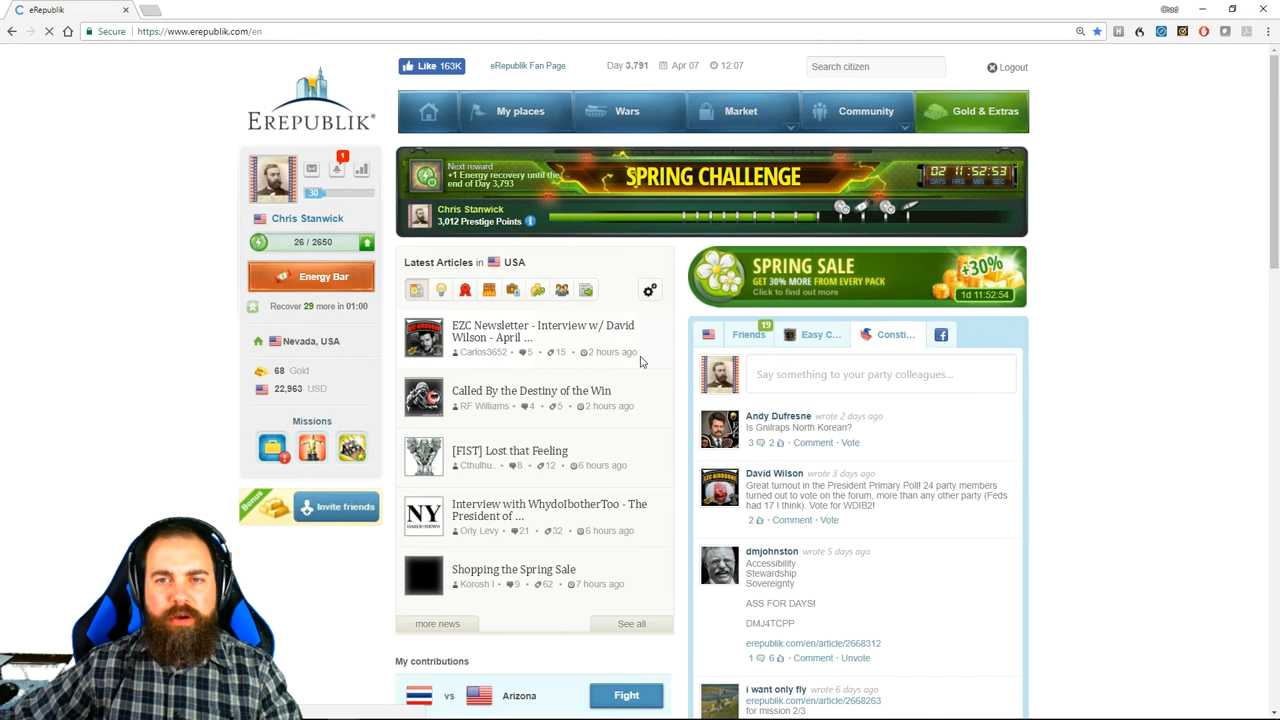 eRepublik
Chad
Secure https://www.erepublik.com/en
Like 163K
eRepublik Fan Page
Day 3,791
Apr 07
12:07
Search citizen
Logout
EREPUBLIK
My places
Wars
Market
Community
Gold & Extras
Next reward
+1 Energy recovery until the
end of Day 3,793
SPRING CHALLENGE
02 11:52:53
DAYS HRS MIN SEC
Chris Stanwick
3,012 Prestige Points
1
30
Chris Stanwick
26 / 2650
Energy Bar
Recover 29 more in 01:00
Nevada, USA
68 Gold
22,963 USD
Missions
Bonus
Invite friends
Latest Articles in USA
EZC Newsletter - Interview w/ David
Wilson - April ...
Carlos3652 • 5 • 15 • 2 hours ago
Called By the Destiny of the Win
RF Williams • 4 • 5 • 2 hours ago
[FIST] Lost that Feeling
Cthulhu.. • 8 • 12 • 6 hours ago
Interview with WhydoIbotherToo - The
President of ...
Orly Levy • 21 • 32 • 6 hours ago
Shopping the Spring Sale
Korosh I • 9 • 62 • 7 hours ago
more news
See all
My contributions
vs
Arizona
Fight
SPRING SALE
GET 30% MORE FROM EVERY PACK
Click to find out more
+30%
1d 11:52:54
Friends
19
Easy C...
Consti...
Say something to your party colleagues...
Andy Dufresne wrote 2 days ago
Is Gnilraps North Korean?
3 2 · Comment · Vote
David Wilson wrote 3 days ago
Great turnout in the President Primary Poll! 24 party members
turned out to vote on the forum, more than any other party (Feds
had 17 I think). Vote for WDIB2!
2 · Comment · Vote
dmjohnston wrote 5 days ago
Accessibility
Stewardship
Sovereignty
ASS FOR DAYS!
DMJ4TCPP
erepublik.com/en/article/2668312
1 6 · Comment · Unvote
i want only fly wrote 6 days ago
erepublik.com/en/article/2668263
for mission 2/3